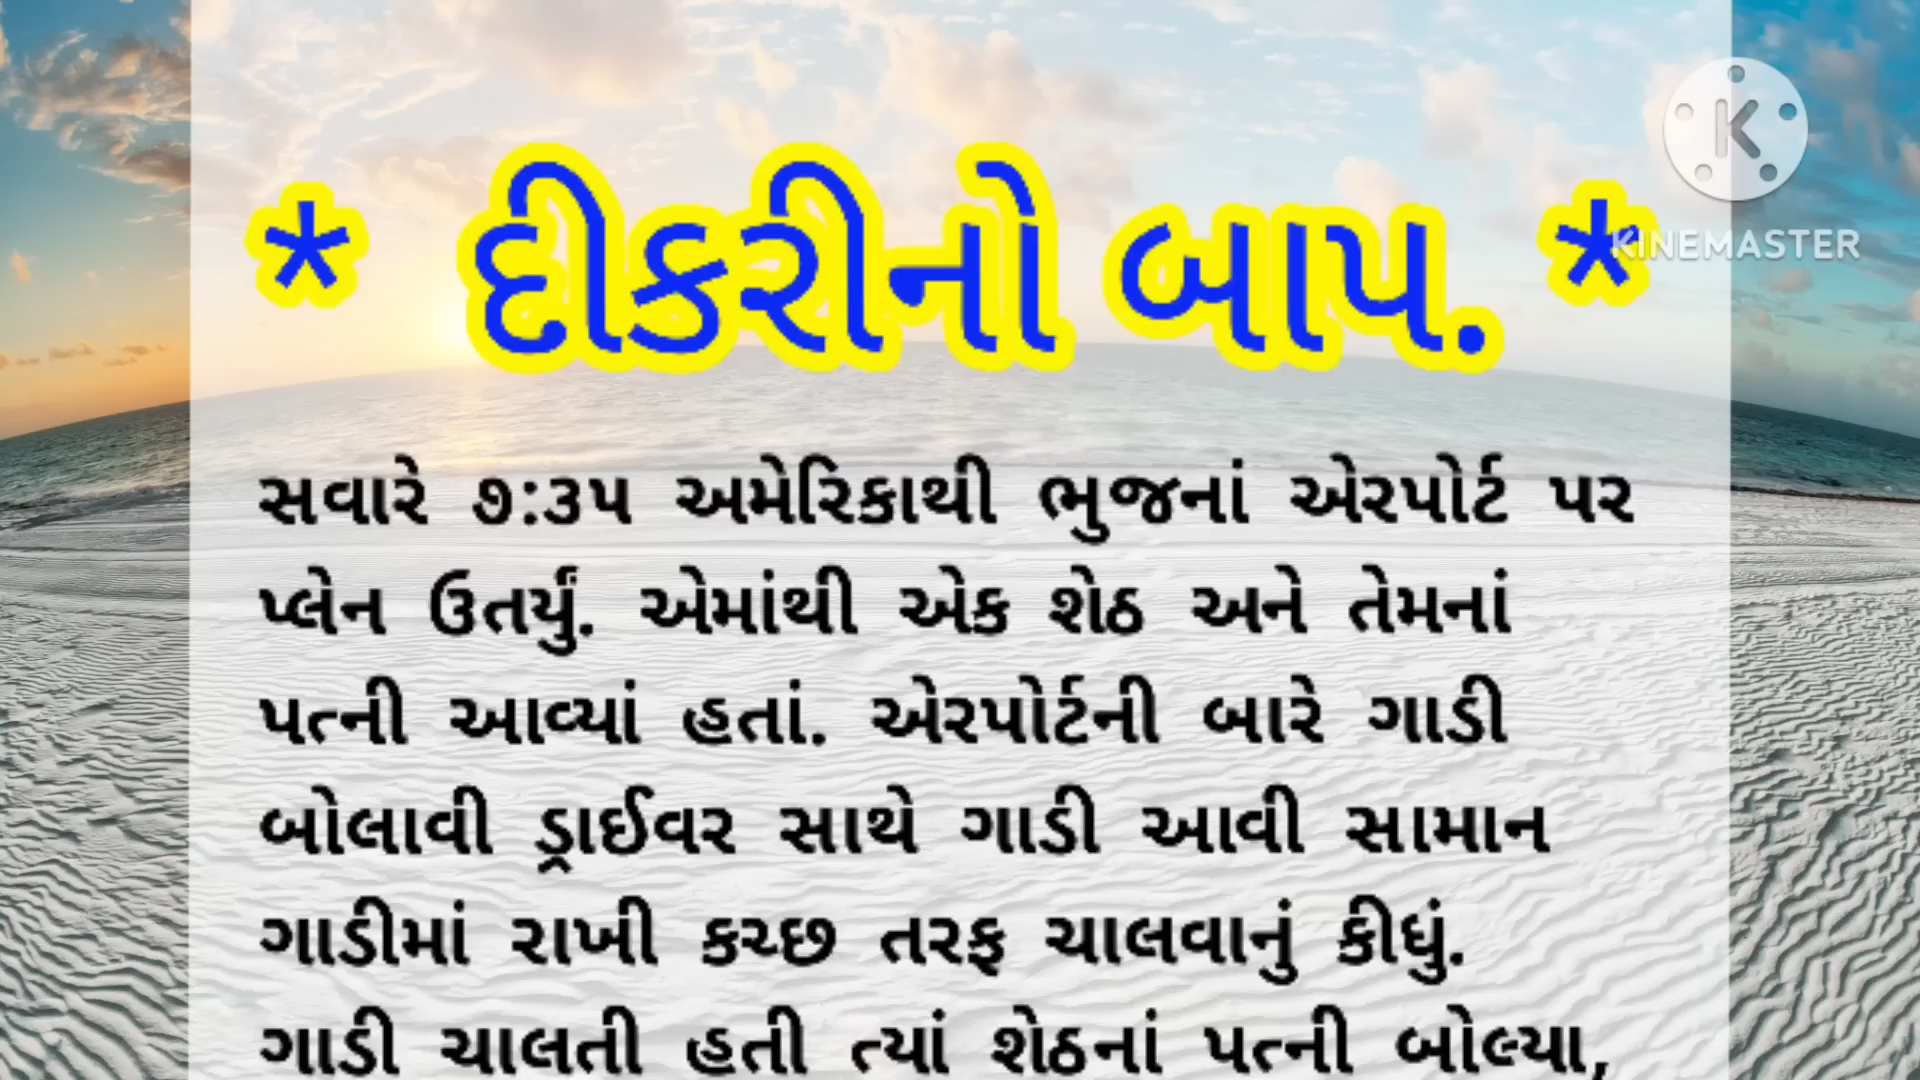 * દીકરીનો બાપ. *
K
KINEMASTER
સવારે ૭:૩૫ અમેરિકાથી ભુજનાં એરપોર્ટ પર
પ્લેન ઉતર્યું. એમાંથી એક શેઠ અને તેમનાં
પત્ની આવ્યાં હતાં. એરપોર્ટની બારે ગાડી
બોલાવી ડ્રાઈવર સાથે ગાડી આવી સામાન
ગાડીમાં રાખી કચ્છ તરફ ચાલવાનું કીધું.
ગાડી ચાલતી હતી ત્યાં શેઠનાં પત્ની બોલ્યા,